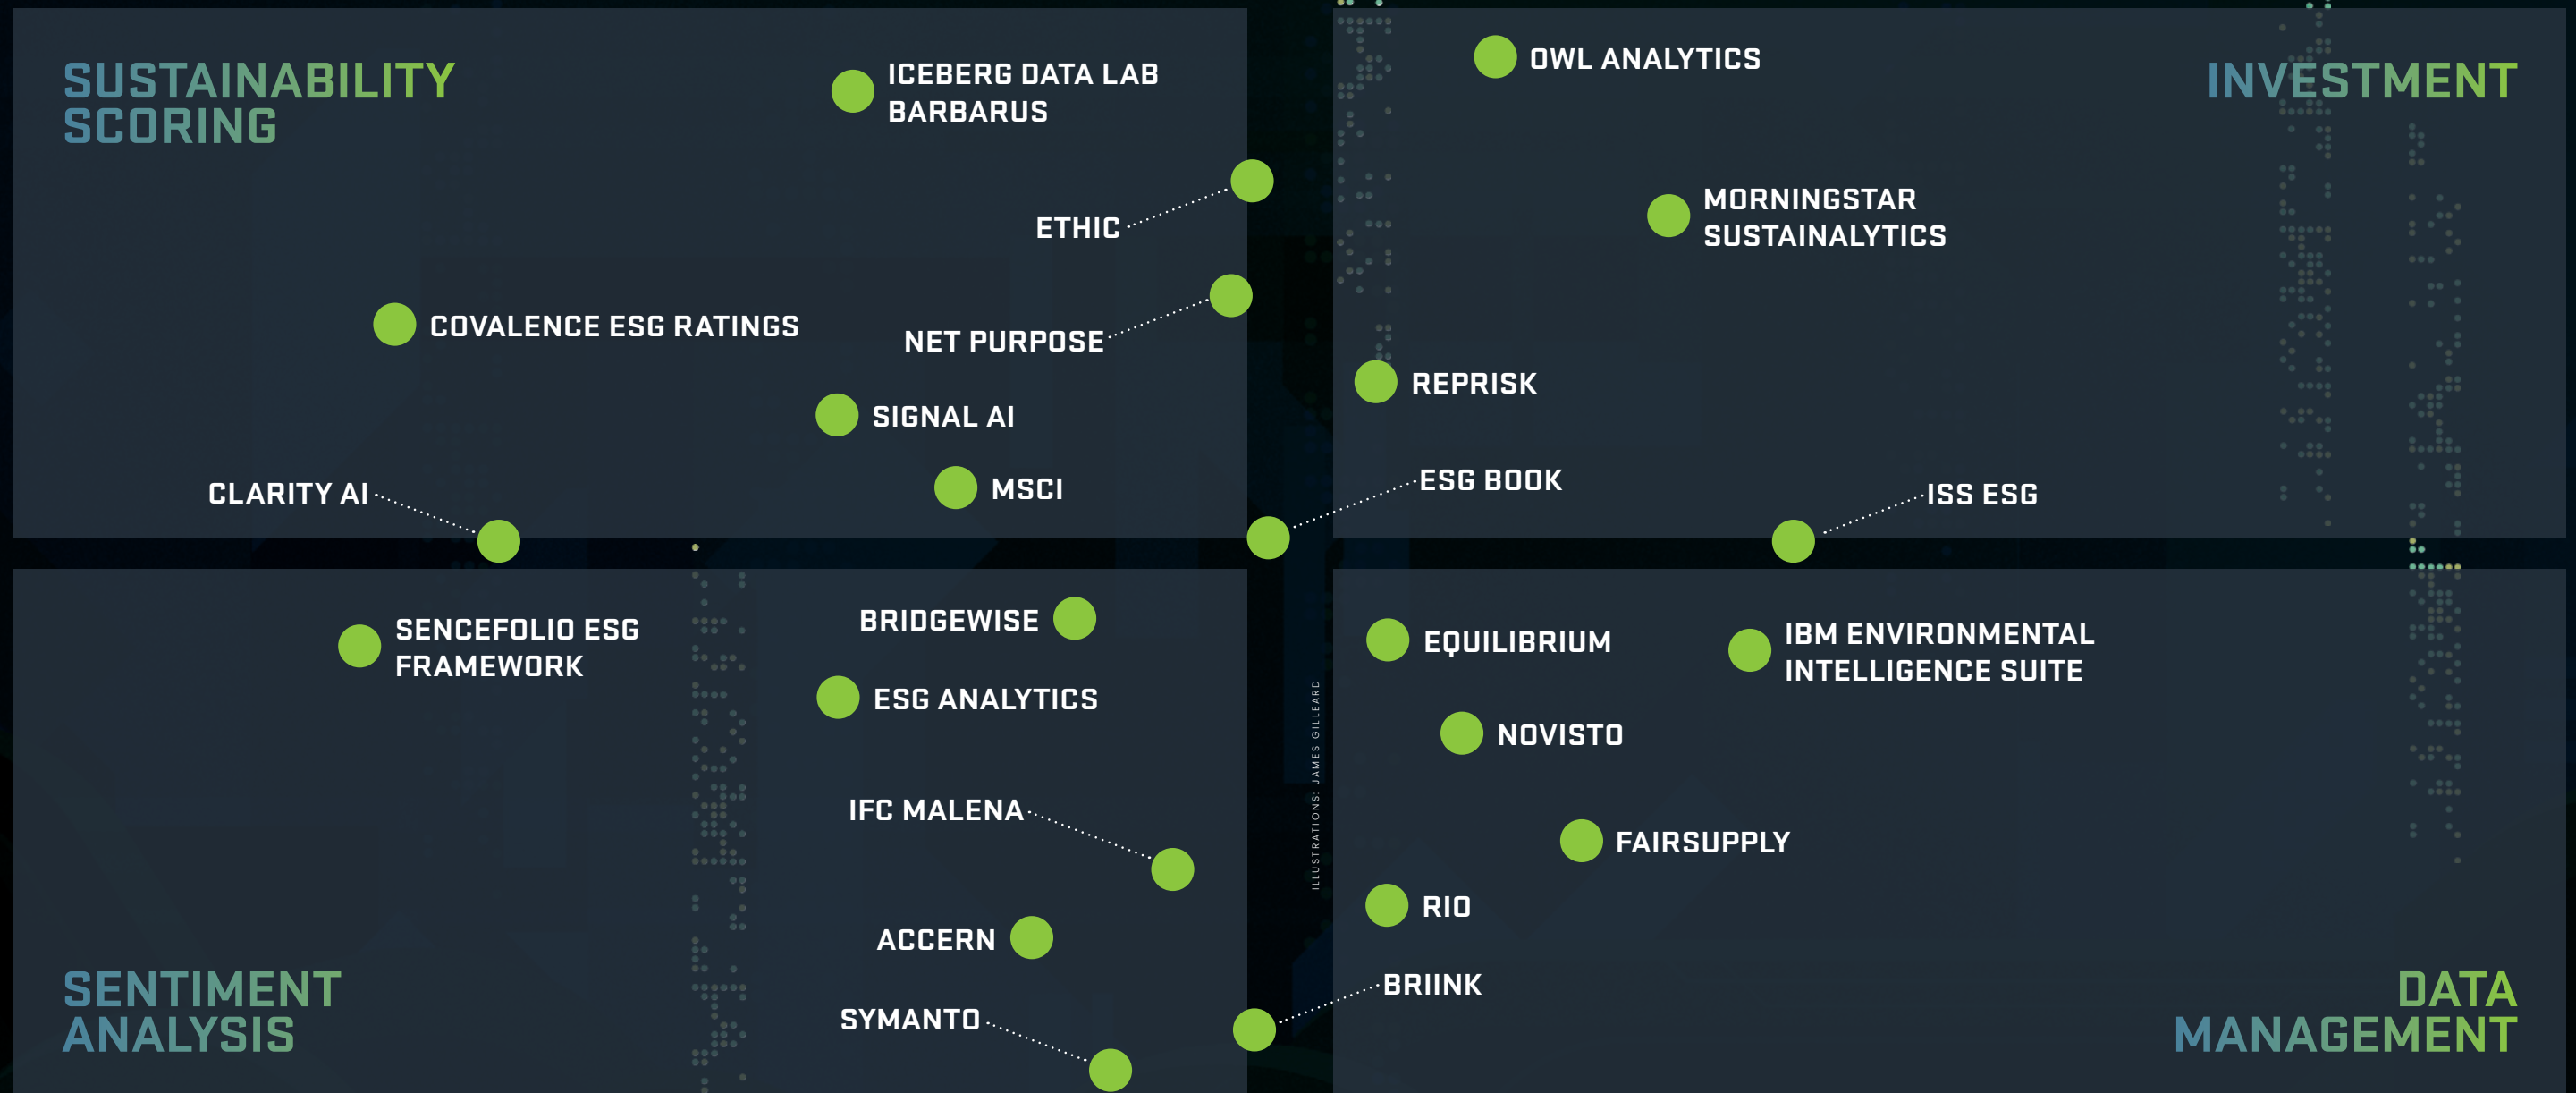 SUSTAINABILITY
SCORING
ICEBERG DATA LAB
BARBARUS
ETHIC
COVALENCE ESG RATINGS
NET PURPOSE
SIGNAL AI
CLARITY AI
MSCI
OWL ANALYTICS
INVESTMENT
MORNINGSTAR
SUSTAINALYTICS
REPRISK
ESG BOOK
ISS ESG
SENCEFOLIO ESG
FRAMEWORK
BRIDGEWISE
ESG ANALYTICS
IFC MALENA
ACCERN
SYMANTO
SENTIMENT
ANALYSIS
ILLUSTRATIONS: JAMES GILLEARD
EQUILIBRIUM
IBM ENVIRONMENTAL
INTELLIGENCE SUITE
NOVISTO
FAIRSUPPLY
RIO
BRIINK
DATA
MANAGEMENT